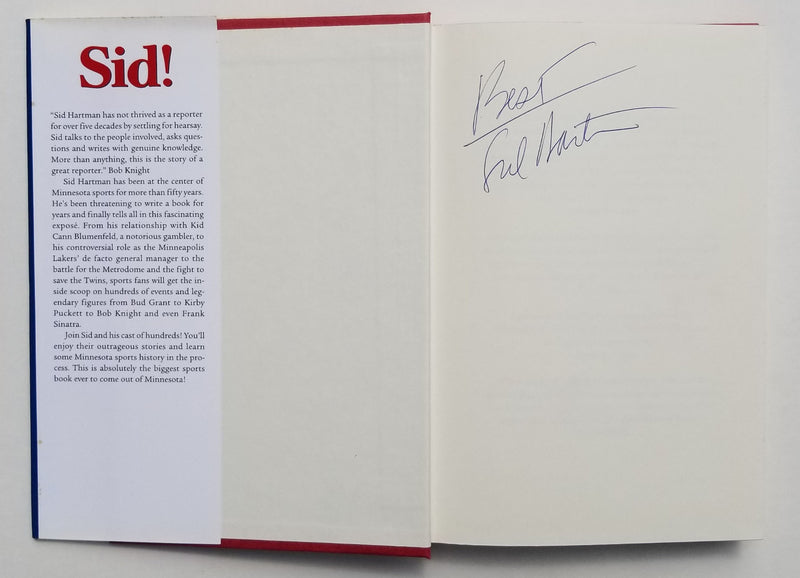 Sid!
“Sid Hartman has not thrived as a reporter
for over five decades by settling for hearsay.
Sid talks to the people involved, asks ques-
tions and writes with genuine knowledge.
More than anything, this is the story of a
great reporter.” Bob Knight
Sid Hartman has been at the center of
Minnesota sports for more than fifty years.
He's been threatening to write a book for
years and finally tells all in this fascinating
exposé. From his relationship with Kid
Cann Blumenfeld, a notorious gambler, to
his controversial role as the Minneapolis
Lakers' de facto general manager to the
battle for the Metrodome and the fight to
save the Twins, sports fans will get the in-
side scoop on hundreds of events and leg-
endary figures from Bud Grant to Kirby
Puckett to Bob Knight and even Frank
Sinatra.
Join Sid and his cast of hundreds! You'll
enjoy their outrageous stories and learn
some Minnesota sports history in the pro-
cess. This is absolutely the biggest sports
book ever to come out of Minnesota!
Best
Sid Hartman